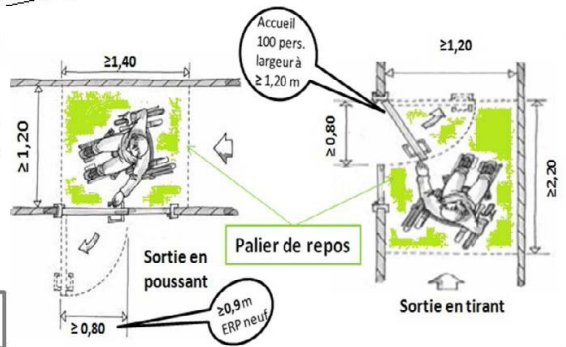 ≥1,40
≥ 1,20
Accueil
100 pers.
largeur à
≥ 1,20 m
≥1,20
≥ 0,80
≥2,20
Palier de repos
Sortie en
poussant
≥ 0,80
≥0,9m
ERP neuf
Sortie en tirant